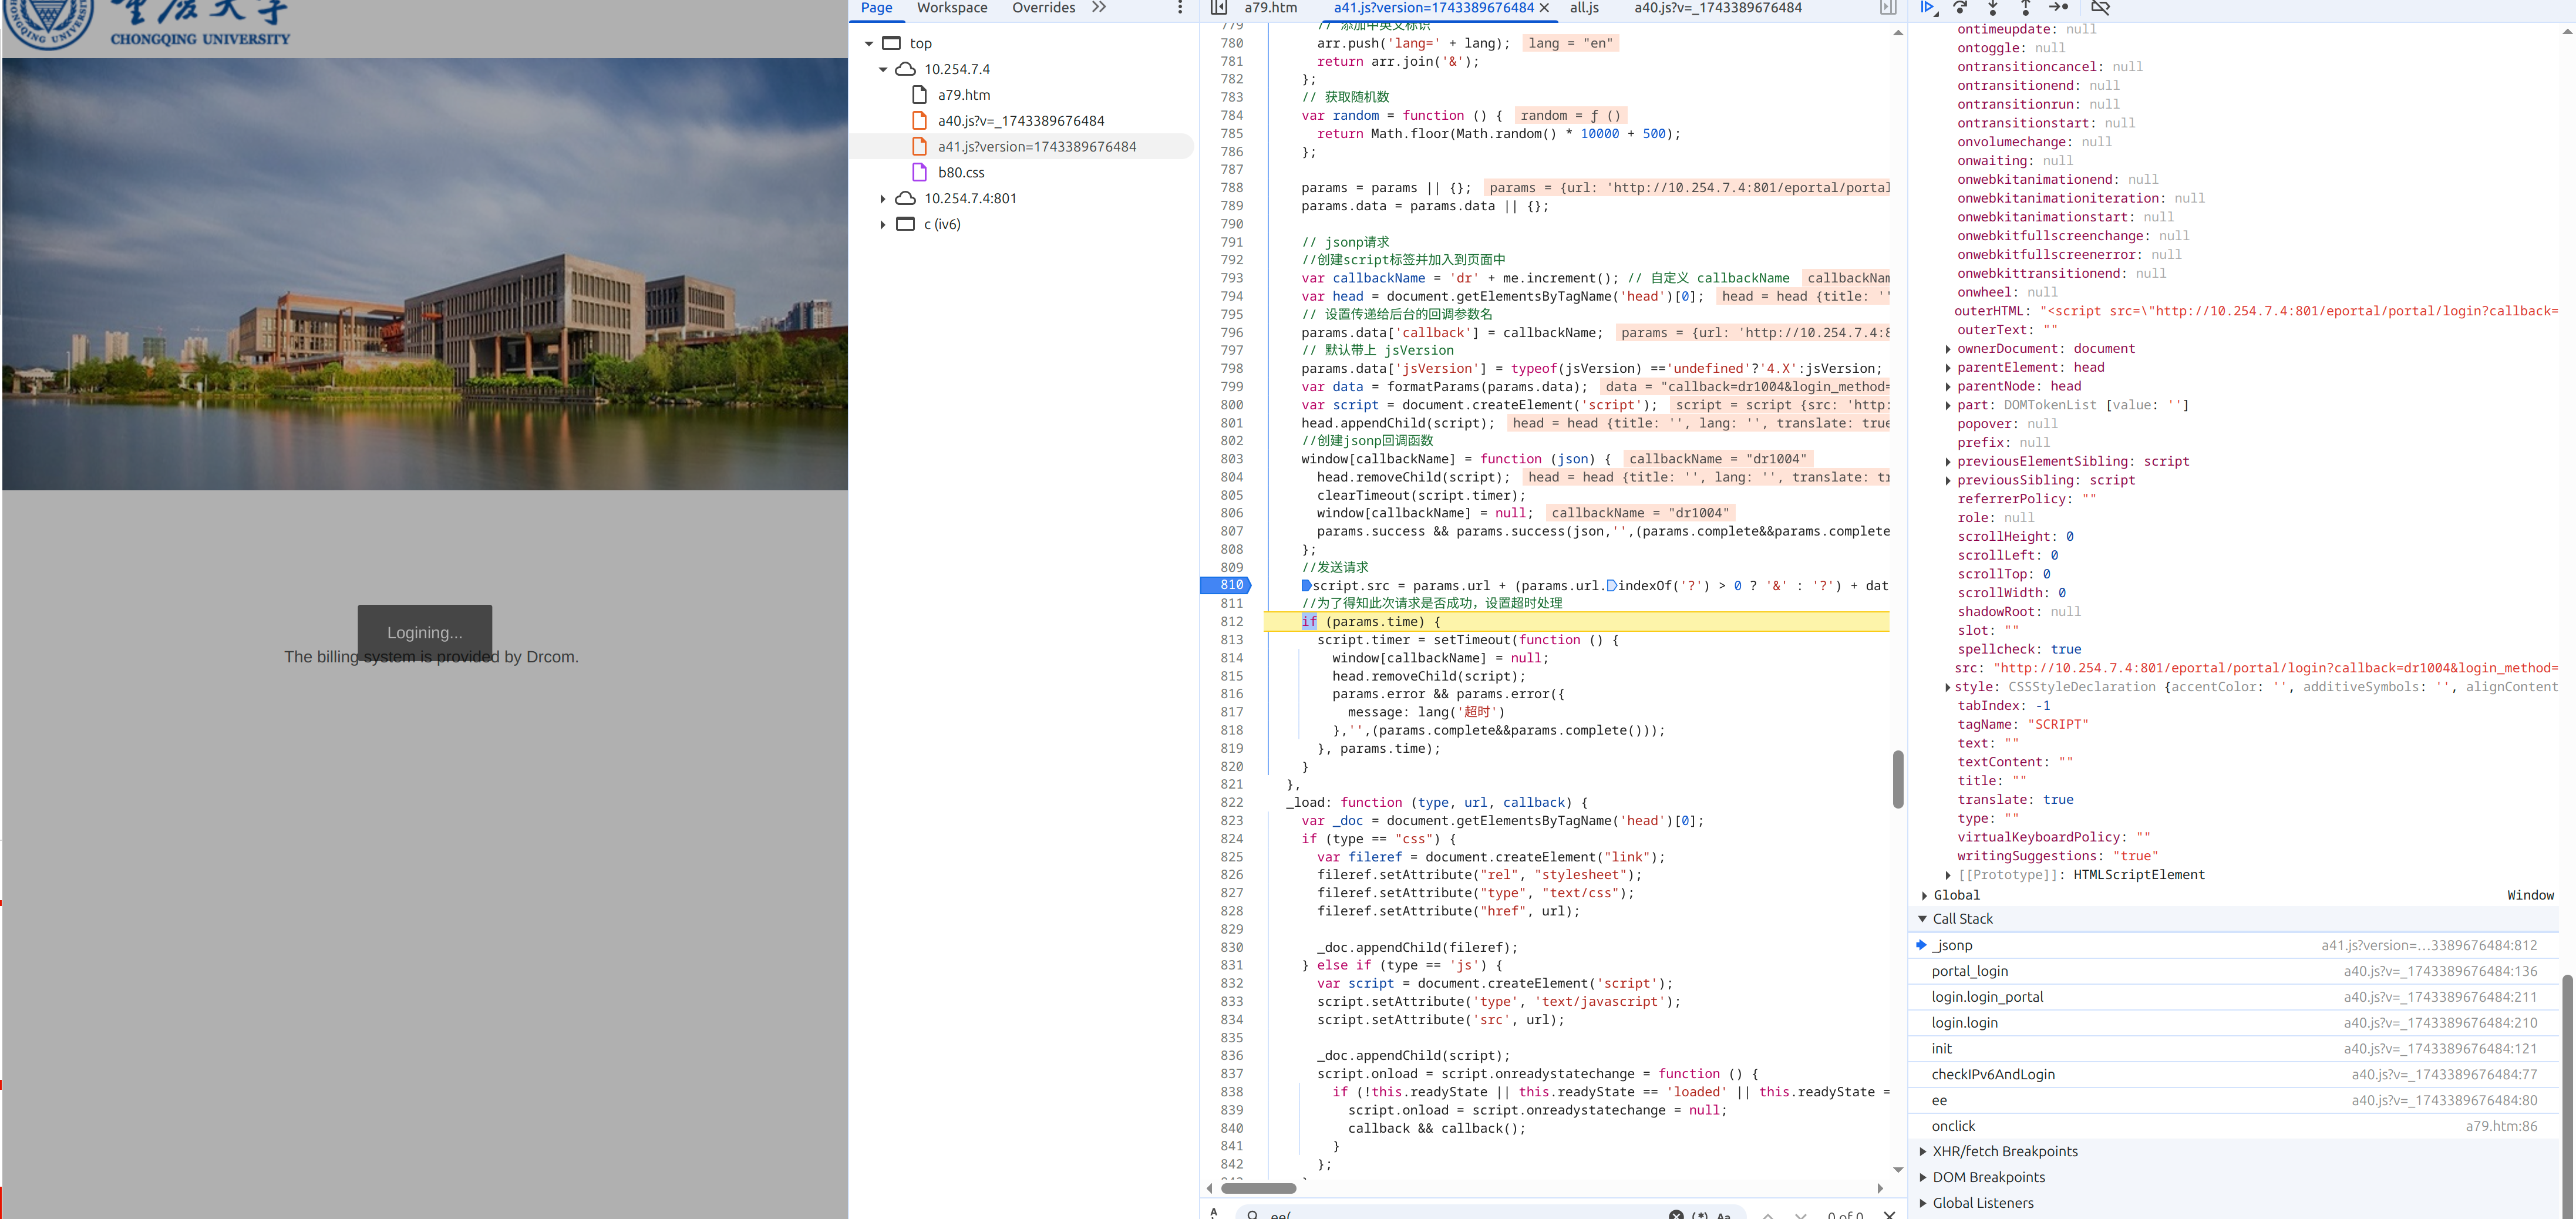 重庆大学
CHONGQING UNIVERSITY
Logining...
The billing system is provided by Drcom.
Page
Workspace
Overrides
top
10.254.7.4
a79.htm
a40.js?v=_1743389676484
a41.js?version=1743389676484
b80.css
10.254.7.4:801
c (iv6)
a79.htm
a41.js?version=1743389676484
all.js
a40.js?v=_1743389676484
779 // 添加中英文标识
780 arr.push('lang=' + lang); lang = "en"
781 return arr.join('&');
782 };
783 // 获取随机数
784 var random = function () { random = ƒ ()
785 return Math.floor(Math.random() * 10000 + 500);
786 };
787
788 params = params || {}; params = {url: 'http://10.254.7.4:801/eportal/portal
789 params.data = params.data || {};
790
791 // jsonp请求
792 //创建script标签并加入到页面中
793 var callbackName = 'dr' + me.increment(); // 自定义 callbackName callbackNam
794 var head = document.getElementsByTagName('head')[0]; head = head {title: ''
795 // 设置传递给后台的回调参数名
796 params.data['callback'] = callbackName; params = {url: 'http://10.254.7.4:8
797 // 默认带上 jsVersion
798 params.data['jsVersion'] = typeof(jsVersion) =='undefined'?'4.X':jsVersion;
799 var data = formatParams(params.data); data = "callback=dr1004&login_method=
800 var script = document.createElement('script'); script = script {src: 'http:
801 head.appendChild(script); head = head {title: '', lang: '', translate: true
802 //创建jsonp回调函数
803 window[callbackName] = function (json) { callbackName = "dr1004"
804 head.removeChild(script); head = head {title: '', lang: '', translate: tr
805 clearTimeout(script.timer);
806 window[callbackName] = null; callbackName = "dr1004"
807 params.success && params.success(json,'',(params.complete&&params.complete
808 };
809 //发送请求
810 script.src = params.url + (params.url.indexOf('?') > 0 ? '&' : '?') + dat
811 //为了得知此次请求是否成功，设置超时处理
812 if (params.time) {
813 script.timer = setTimeout(function () {
814 window[callbackName] = null;
815 head.removeChild(script);
816 params.error && params.error({
817 message: lang('超时')
818 },'',(params.complete&&params.complete()));
819 }, params.time);
820 }
821 },
822 _load: function (type, url, callback) {
823 var _doc = document.getElementsByTagName('head')[0];
824 if (type == "css") {
825 var fileref = document.createElement("link");
826 fileref.setAttribute("rel", "stylesheet");
827 fileref.setAttribute("type", "text/css");
828 fileref.setAttribute("href", url);
829
830 _doc.appendChild(fileref);
831 } else if (type == 'js') {
832 var script = document.createElement('script');
833 script.setAttribute('type', 'text/javascript');
834 script.setAttribute('src', url);
835
836 _doc.appendChild(script);
837 script.onload = script.onreadystatechange = function () {
838 if (!this.readyState || this.readyState == 'loaded' || this.readyState =
839 script.onload = script.onreadystatechange = null;
840 callback && callback();
841 }
842 };
ee(
0 of 0
ontimeupdate: null
ontoggle: null
ontransitioncancel: null
ontransitionend: null
ontransitionrun: null
ontransitionstart: null
onvolumechange: null
onwaiting: null
onwebkitanimationend: null
onwebkitanimationiteration: null
onwebkitanimationstart: null
onwebkitfullscreenchange: null
onwebkitfullscreenerror: null
onwebkittransitionend: null
onwheel: null
outerHTML: "<script src=\"http://10.254.7.4:801/eportal/portal/login?callback=
outerText: ""
ownerDocument: document
parentElement: head
parentNode: head
part: DOMTokenList [value: '']
popover: null
prefix: null
previousElementSibling: script
previousSibling: script
referrerPolicy: ""
role: null
scrollHeight: 0
scrollLeft: 0
scrollTop: 0
scrollWidth: 0
shadowRoot: null
slot: ""
spellcheck: true
src: "http://10.254.7.4:801/eportal/portal/login?callback=dr1004&login_method=
style: CSSStyleDeclaration {accentColor: '', additiveSymbols: '', alignContent
tabIndex: -1
tagName: "SCRIPT"
text: ""
textContent: ""
title: ""
translate: true
type: ""
virtualKeyboardPolicy: ""
writingSuggestions: "true"
[[Prototype]]: HTMLScriptElement
Global Window
Call Stack
_jsonp a41.js?version=…3389676484:812
portal_login a40.js?v=_1743389676484:136
login.login_portal a40.js?v=_1743389676484:211
login.login a40.js?v=_1743389676484:210
init a40.js?v=_1743389676484:121
checkIPv6AndLogin a40.js?v=_1743389676484:77
ee a40.js?v=_1743389676484:80
onclick a79.htm:86
XHR/fetch Breakpoints
DOM Breakpoints
Global Listeners